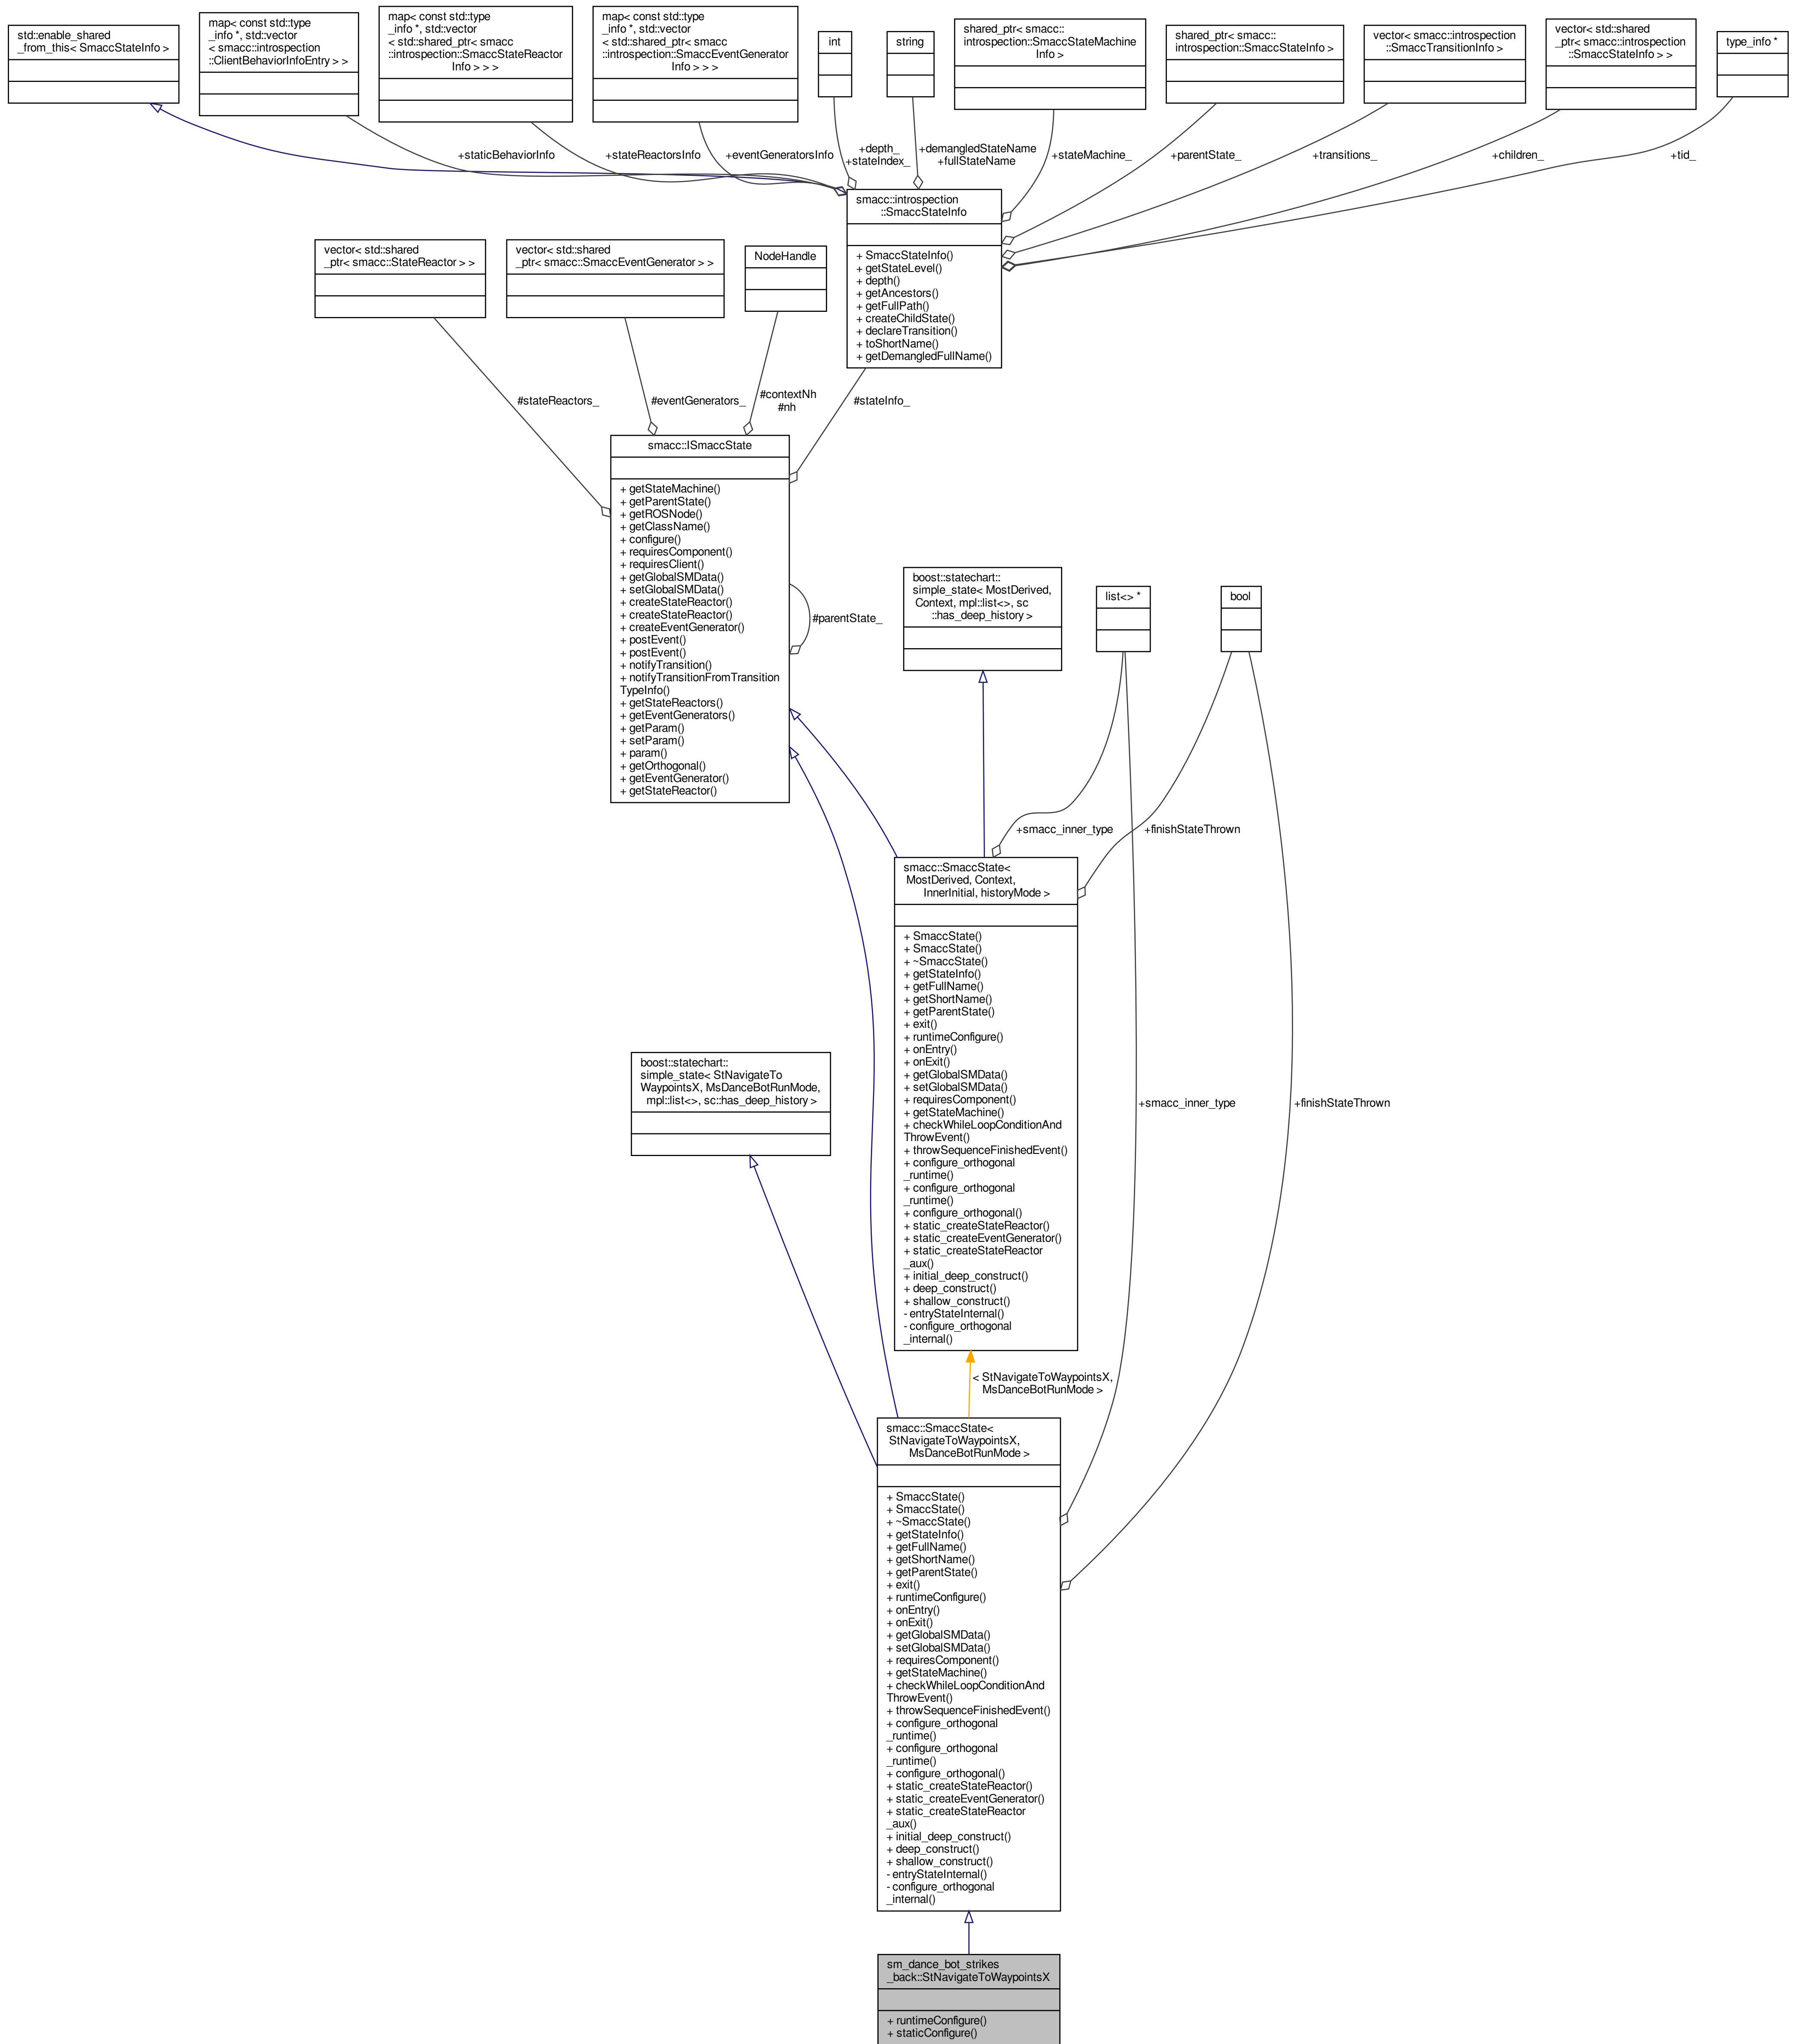 std::enable_shared
_from_this< SmaccStateInfo >
map< const std::type
_info *, std::vector
< smacc::introspection
::ClientBehaviorInfoEntry > >
map< const std::type
_info *, std::vector
< std::shared_ptr< smacc
::introspection::SmaccStateReactor
Info > > >
map< const std::type
_info *, std::vector
< std::shared_ptr< smacc
::introspection::SmaccEventGenerator
Info > > >
int
string
shared_ptr< smacc::
introspection::SmaccStateMachine
Info >
shared_ptr< smacc::
introspection::SmaccStateInfo >
vector< smacc::introspection
::SmaccTransitionInfo >
vector< std::shared
_ptr< smacc::introspection
::SmaccStateInfo > >
type_info *
+staticBehaviorInfo
+stateReactorsInfo
+eventGeneratorsInfo
+depth_
+stateIndex_
+demangledStateName
+fullStateName
+stateMachine_
+parentState_
+transitions_
+children_
+tid_
smacc::introspection
::SmaccStateInfo
+ SmaccStateInfo()
+ getStateLevel()
+ depth()
+ getAncestors()
+ getFullPath()
+ createChildState()
+ declareTransition()
+ toShortName()
+ getDemangledFullName()
vector< std::shared
_ptr< smacc::StateReactor > >
vector< std::shared
_ptr< smacc::SmaccEventGenerator > >
NodeHandle
#stateReactors_
#eventGenerators_
#contextNh
#nh
#stateInfo_
smacc::ISmaccState
+ getStateMachine()
+ getParentState()
+ getROSNode()
+ getClassName()
+ configure()
+ requiresComponent()
+ requiresClient()
+ getGlobalSMData()
+ setGlobalSMData()
+ createStateReactor()
+ createStateReactor()
+ createEventGenerator()
+ postEvent()
+ postEvent()
+ notifyTransition()
+ notifyTransitionFromTransition
TypeInfo()
+ getStateReactors()
+ getEventGenerators()
+ getParam()
+ setParam()
+ param()
+ getOrthogonal()
+ getEventGenerator()
+ getStateReactor()
#parentState_
boost::statechart::
simple_state< MostDerived,
Context, mpl::list<>, sc
::has_deep_history >
list<> *
bool
+smacc_inner_type
+finishStateThrown
smacc::SmaccState<
MostDerived, Context,
InnerInitial, historyMode >
+ SmaccState()
+ SmaccState()
+ ~SmaccState()
+ getStateInfo()
+ getFullName()
+ getShortName()
+ getParentState()
+ exit()
+ runtimeConfigure()
+ onEntry()
+ onExit()
+ getGlobalSMData()
+ setGlobalSMData()
+ requiresComponent()
+ getStateMachine()
+ checkWhileLoopConditionAnd
ThrowEvent()
+ throwSequenceFinishedEvent()
+ configure_orthogonal
_runtime()
+ configure_orthogonal
_runtime()
+ configure_orthogonal()
+ static_createStateReactor()
+ static_createEventGenerator()
+ static_createStateReactor
_aux()
+ initial_deep_construct()
+ deep_construct()
+ shallow_construct()
- entryStateInternal()
- configure_orthogonal
_internal()
boost::statechart::
simple_state< StNavigateTo
WaypointsX, MsDanceBotRunMode,
mpl::list<>, sc::has_deep_history >
+smacc_inner_type
+finishStateThrown
< StNavigateToWaypointsX,
MsDanceBotRunMode >
smacc::SmaccState<
StNavigateToWaypointsX,
MsDanceBotRunMode >
+ SmaccState()
+ SmaccState()
+ ~SmaccState()
+ getStateInfo()
+ getFullName()
+ getShortName()
+ getParentState()
+ exit()
+ runtimeConfigure()
+ onEntry()
+ onExit()
+ getGlobalSMData()
+ setGlobalSMData()
+ requiresComponent()
+ getStateMachine()
+ checkWhileLoopConditionAnd
ThrowEvent()
+ throwSequenceFinishedEvent()
+ configure_orthogonal
_runtime()
+ configure_orthogonal
_runtime()
+ configure_orthogonal()
+ static_createStateReactor()
+ static_createEventGenerator()
+ static_createStateReactor
_aux()
+ initial_deep_construct()
+ deep_construct()
+ shallow_construct()
- entryStateInternal()
- configure_orthogonal
_internal()
sm_dance_bot_strikes
_back::StNavigateToWaypointsX
+ runtimeConfigure()
+ staticConfigure()